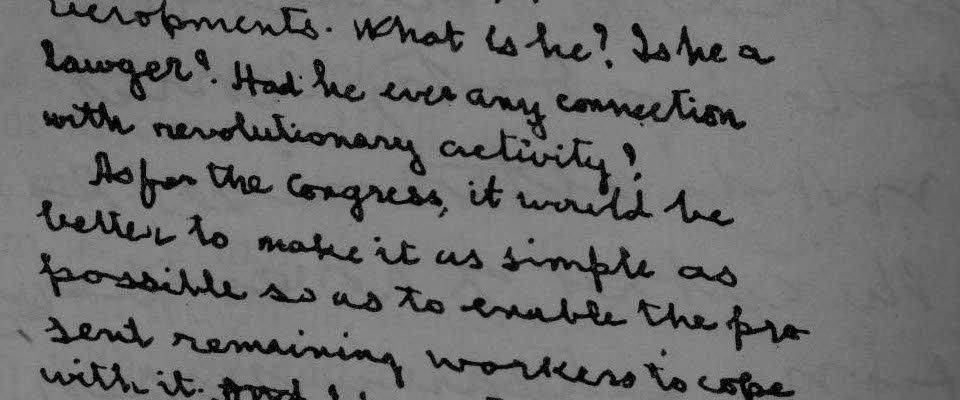 velopments. What is he? Is he a
lawyer? Had he ever any connection
with revolutionary activity?
As for the Congress, it would be
better to make it as simple as
possible so as to enable the pre
sent remaining workers to cope
with it.